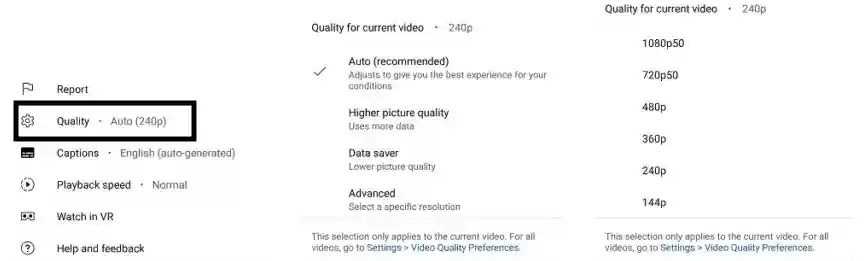 Report
Quality • Auto (240p)
Captions • English (auto-generated)
Playback speed • Normal
Watch in VR
Help and feedback
Quality for current video • 240p
Auto (recommended)
Adjusts to give you the best experience for your
conditions
Higher picture quality
Uses more data
Data saver
Lower picture quality
Advanced
Select a specific resolution
This selection only applies to the current video. For all
videos, go to Settings > Video Quality Preferences.
Quality for current video • 240p
1080p50
720p50
480p
360p
240p
144p
This selection only applies to the current video. For all
videos, go to Settings > Video Quality Preferences.